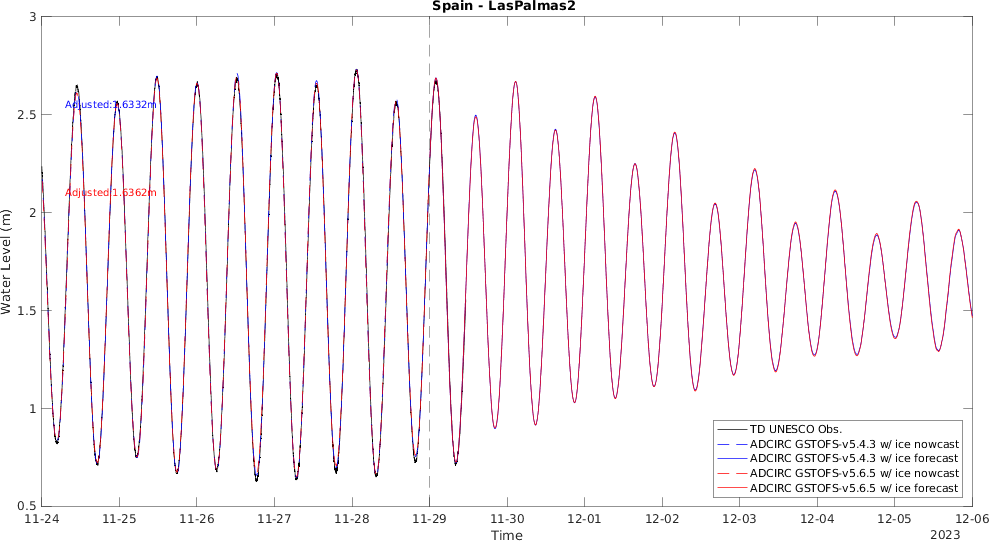 Spain - LasPalmas2
3
2.5
2
1.5
1
0.5
Water Level (m)
Adjusted:1.6332m
Adjusted:1.6362m
TD UNESCO Obs.
ADCIRC GSTOFS-v5.4.3 w/ ice nowcast
ADCIRC GSTOFS-v5.4.3 w/ ice forecast
ADCIRC GSTOFS-v5.6.5 w/ ice nowcast
ADCIRC GSTOFS-v5.6.5 w/ ice forecast
11-24 11-25 11-26 11-27 11-28 11-29 11-30 12-01 12-02 12-03 12-04 12-05 12-06
Time
2023